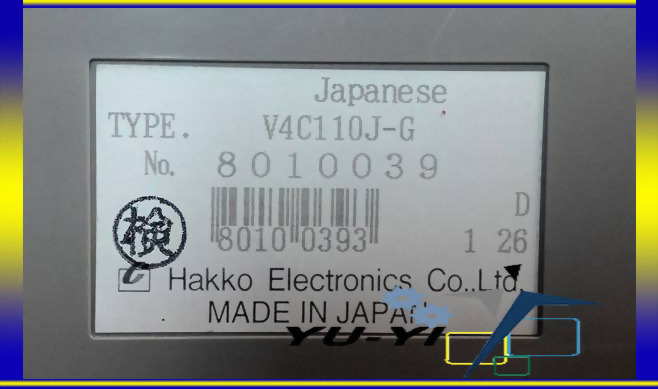 Japanese
TYPE. V4C110J-G
No. 8010039
D
8010 0393
1 26
検
Hakko Electronics Co.,Ltd.
MADE IN JAPAN
YU-YI